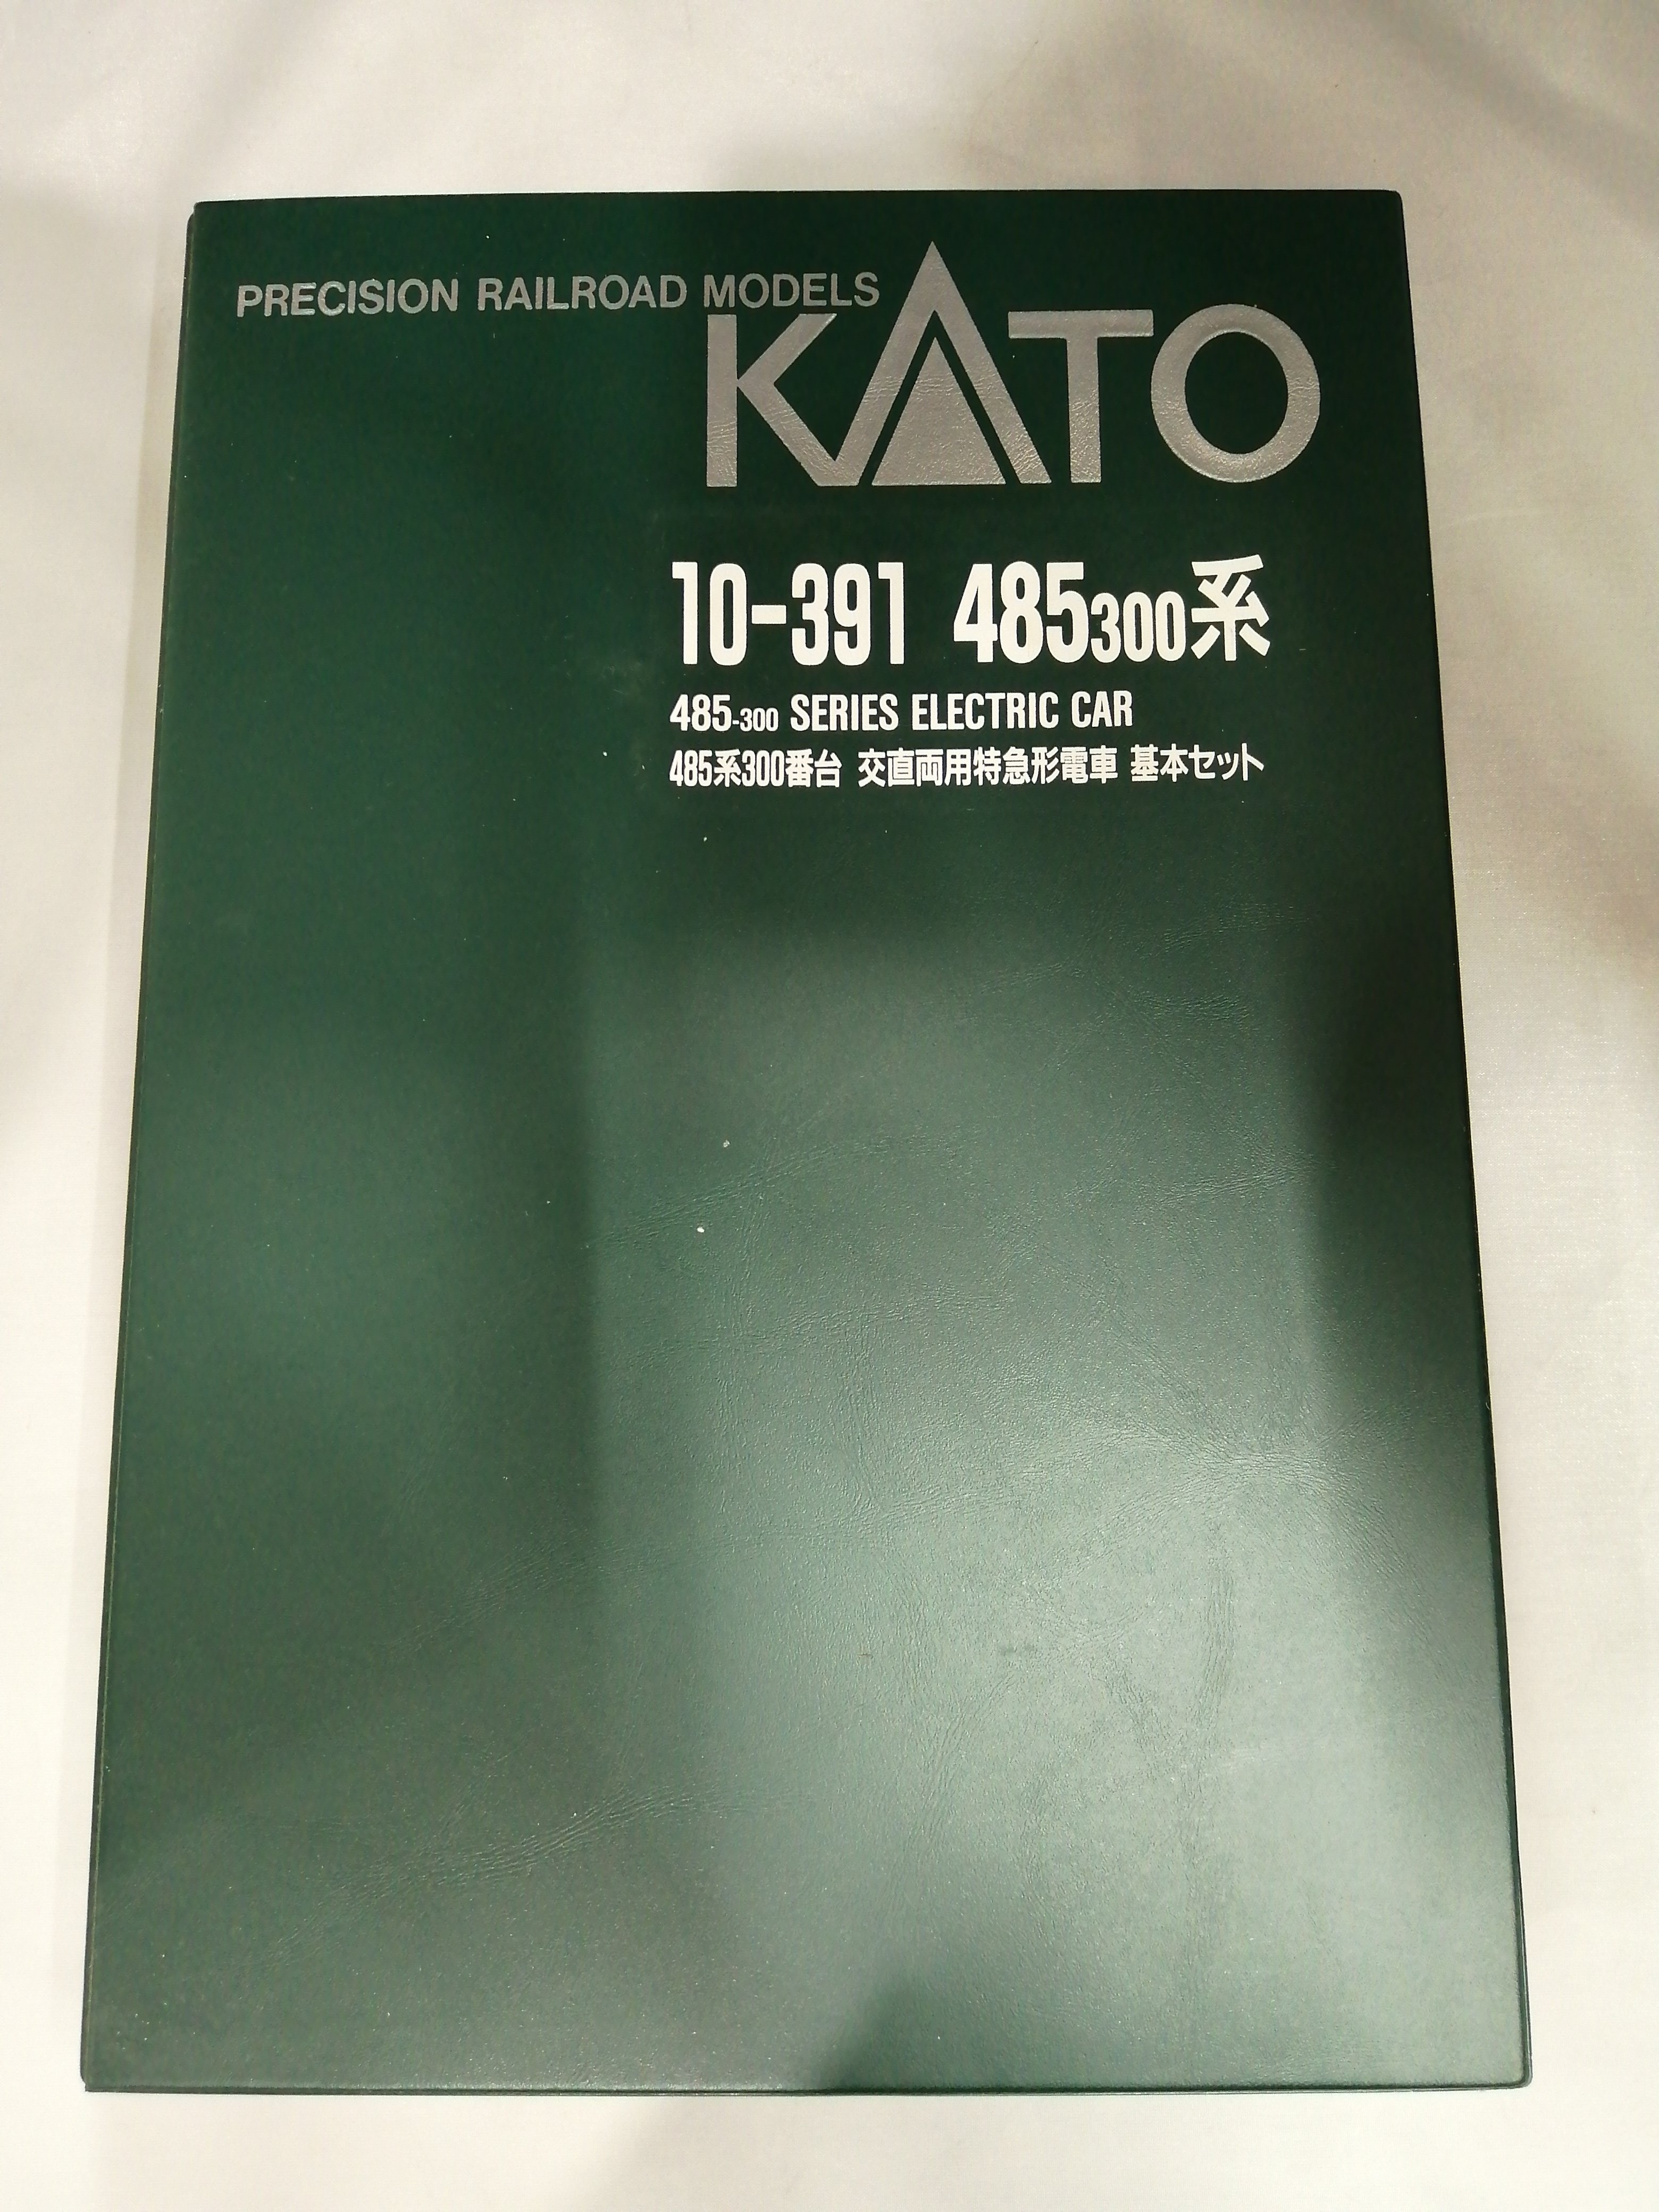 PRECISION RAILROAD MODELS
KATO
10-391 485300系
485-300 SERIES ELECTRIC CAR
485系300番台 交直両用特急形電車 基本セット